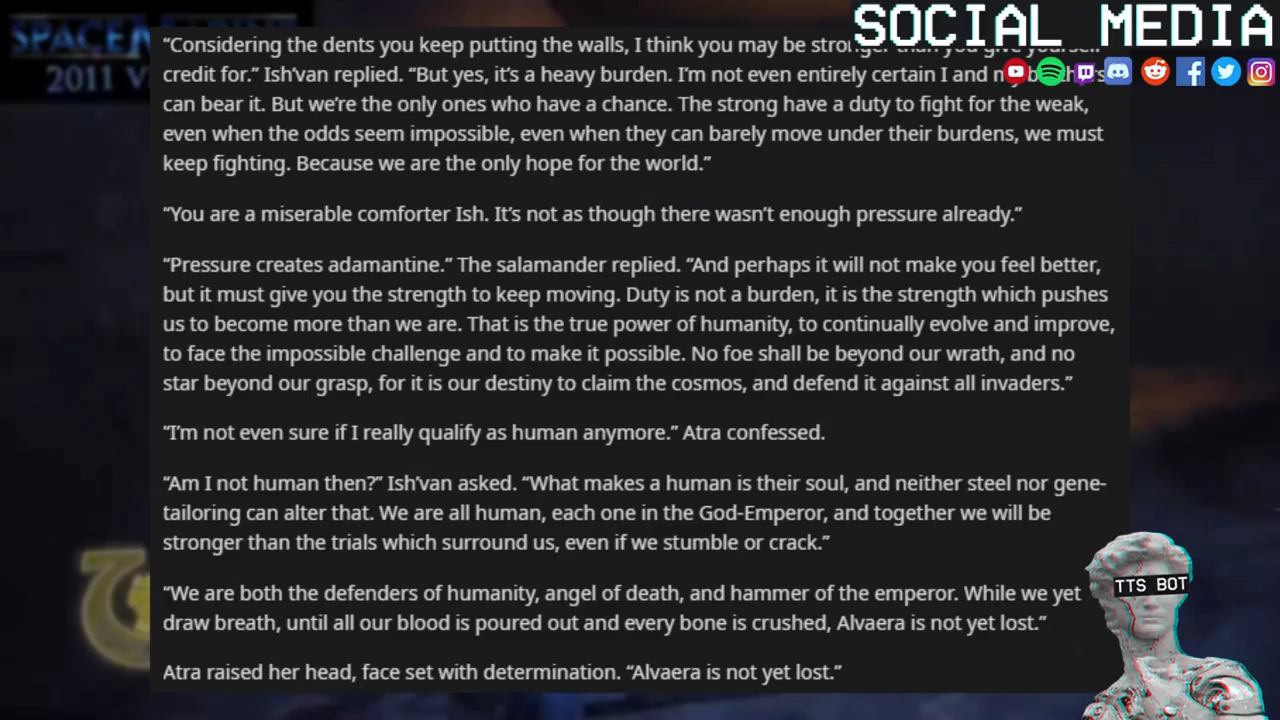 SOCIAL MEDIA
SPACE
2011 V
“Considering the dents you keep putting the walls, I think you may be stronger than you give yourself
credit for.” Ish’van replied. “But yes, it’s a heavy burden. I’m not even entirely certain I and my brothers
can bear it. But we’re the only ones who have a chance. The strong have a duty to fight for the weak,
even when the odds seem impossible, even when they can barely move under their burdens, we must
keep fighting. Because we are the only hope for the world.”
“You are a miserable comforter Ish. It’s not as though there wasn’t enough pressure already.”
“Pressure creates adamantine.” The salamander replied. “And perhaps it will not make you feel better,
but it must give you the strength to keep moving. Duty is not a burden, it is the strength which pushes
us to become more than we are. That is the true power of humanity, to continually evolve and improve,
to face the impossible challenge and to make it possible. No foe shall be beyond our wrath, and no
star beyond our grasp, for it is our destiny to claim the cosmos, and defend it against all invaders.”
“I’m not even sure if I really qualify as human anymore.” Atra confessed.
“Am I not human then?” Ish’van asked. “What makes a human is their soul, and neither steel nor gene-
tailoring can alter that. We are all human, each one in the God-Emperor, and together we will be
stronger than the trials which surround us, even if we stumble or crack.”
“We are both the defenders of humanity, angel of death, and hammer of the emperor. While we yet
draw breath, until all our blood is poured out and every bone is crushed, Alvaera is not yet lost.”
Atra raised her head, face set with determination. “Alvaera is not yet lost.”
TTS BOT